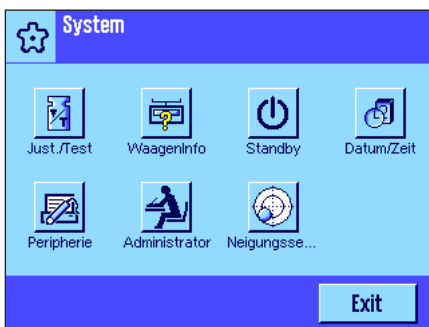 System
Just./Test WaagenInfo Standby Datum/Zeit
Peripherie Administrator Neigungsse...
Exit